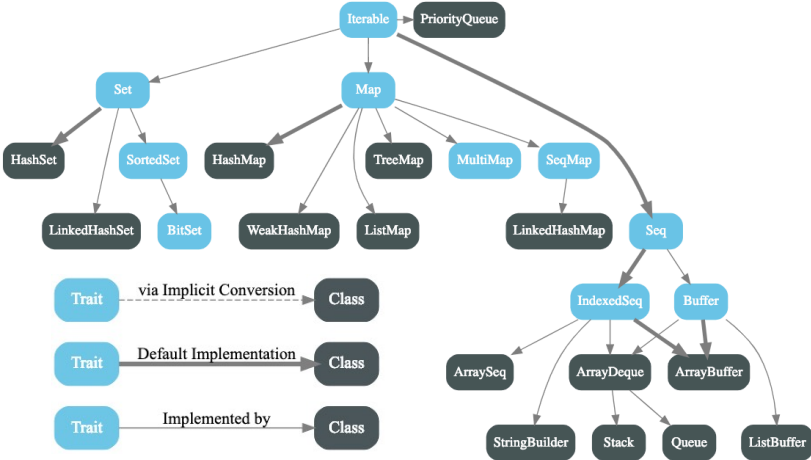 Iterable
PriorityQueue
Set
Map
HashSet
SortedSet
HashMap
TreeMap
MultiMap
SeqMap
LinkedHashSet
BitSet
WeakHashMap
ListMap
LinkedHashMap
Seq
Trait
via Implicit Conversion
Class
IndexedSeq
Buffer
Trait
Default Implementation
Class
ArraySeq
ArrayDeque
ArrayBuffer
Trait
Implemented by
Class
StringBuilder
Stack
Queue
ListBuffer